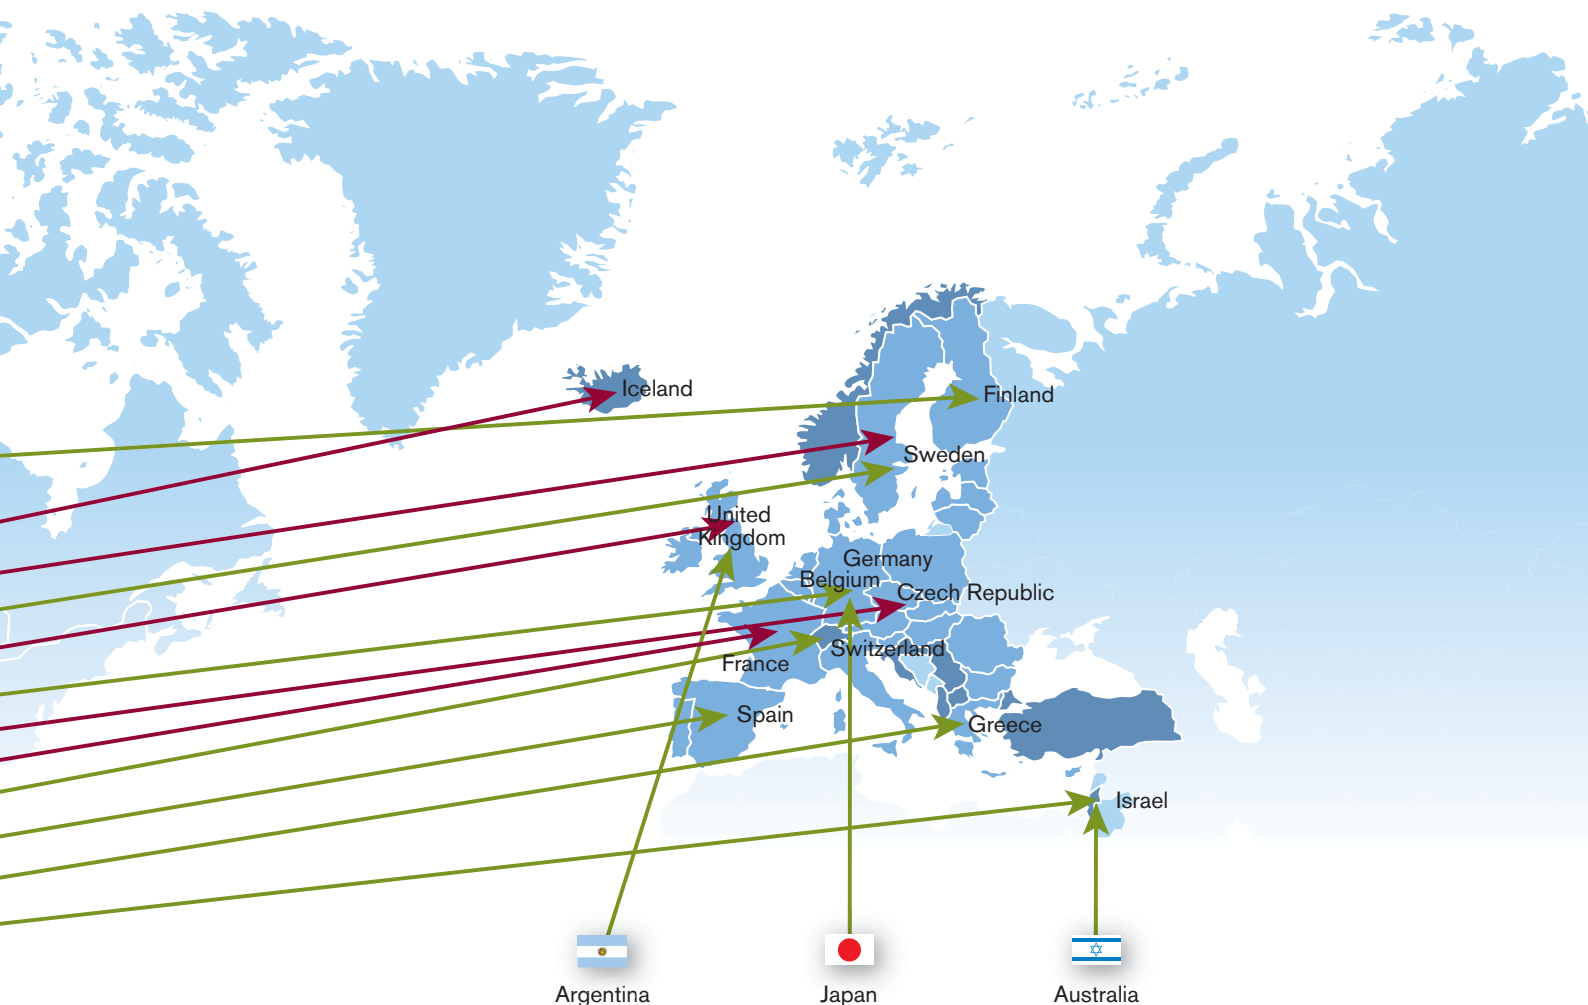 Iceland
Finland
Sweden
United
Kingdom
Germany
Belgium
Czech Republic
Switzerland
France
Spain
Greece
Israel
Argentina
Japan
Australia